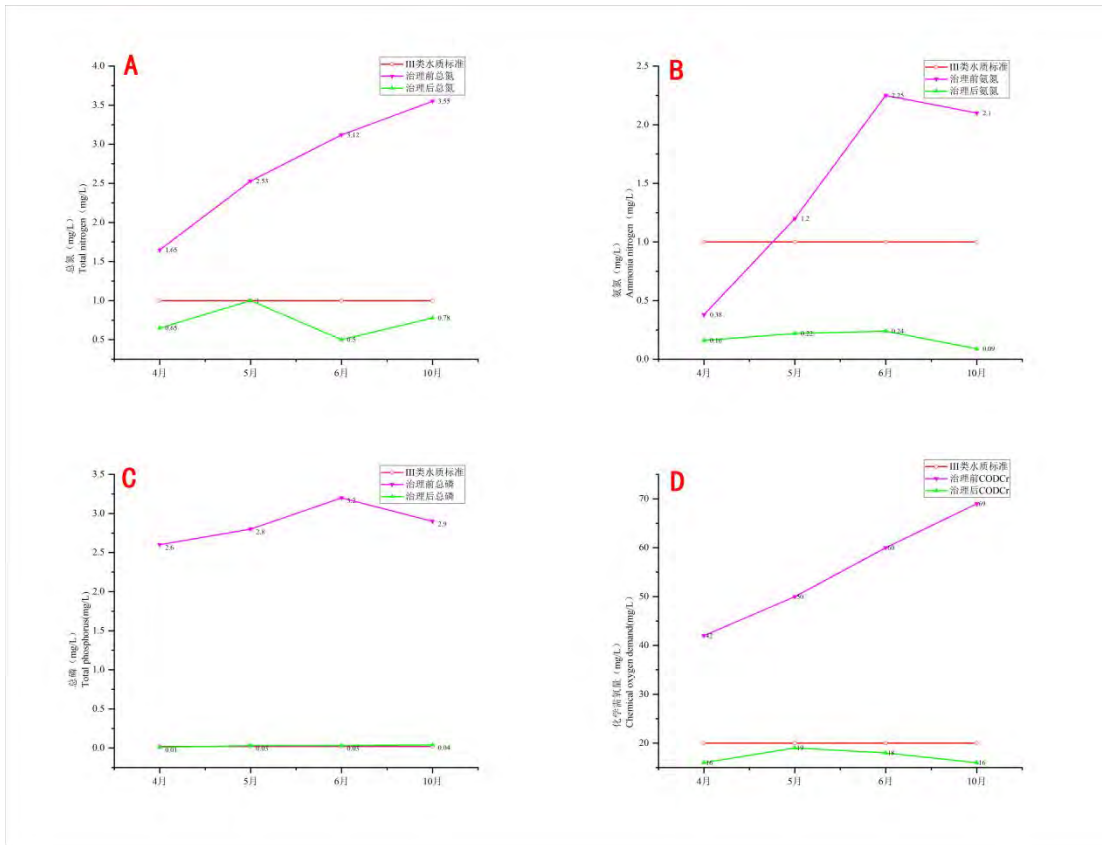 A
III类水质标准
治理前总氮
治理后总氮
总氮（mg/L）
Total nitrogen（mg/L）
4.0
3.5
3.0
2.5
2.0
1.5
1.0
0.5
1.65
2.53
3.12
3.55
0.65
1
0.5
0.78
4月
5月
6月
10月
B
III类水质标准
治理前氨氮
治理后氨氮
氨氮（mg/L）
Ammonia nitrogen（mg/L）
2.5
2.0
1.5
1.0
0.5
0.0
0.38
1.2
2.25
2.1
0.16
0.22
0.24
0.09
4月
5月
6月
10月
C
III类水质标准
治理前总磷
治理后总磷
总磷（mg/L）
Total phosphorus(mg/L)
3.5
3.0
2.5
2.0
1.5
1.0
0.5
0.0
2.6
2.8
3.2
2.9
0.01
0.03
0.03
0.04
4月
5月
6月
10月
D
III类水质标准
治理前CODCr
治理后CODCr
化学需氧量（mg/L）
Chemical oxygen demand(mg/L)
70
60
50
40
30
20
42
50
60
69
16
19
18
16
4月
5月
6月
10月